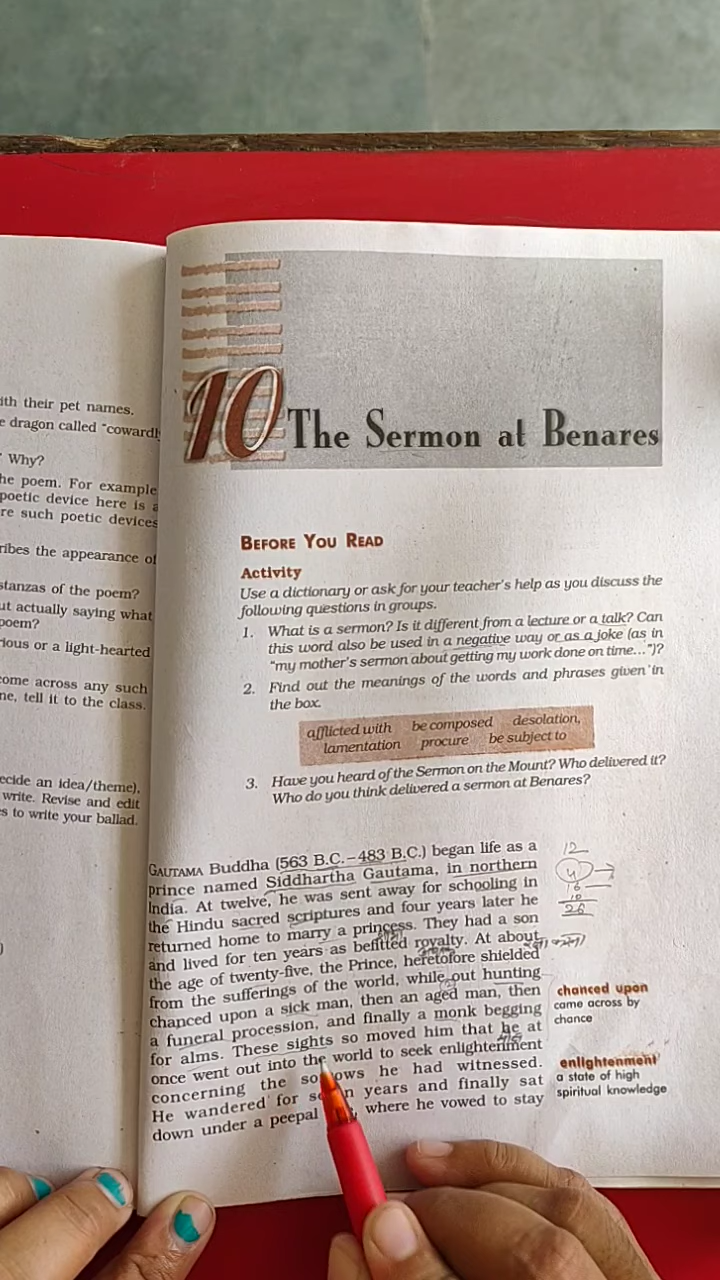 ith their pet names.
e dragon called "cowardl
Why?
he poem. For example
poetic device here is a
re such poetic devices
ribes the appearance of
stanzas of the poem?
ut actually saying what
poem?
rious or a light-hearted
ome across any such
ne, tell it to the class.
ecide an idea/theme),
write. Revise and edit
s to write your ballad.
10 The Sermon at Benares
BEFORE YOU READ
Activity
Use a dictionary or ask for your teacher's help as you discuss the
following questions in groups.
1. What is a sermon? Is it different from a lecture or a talk? Can
this word also be used in a negative way or as a joke (as in
"my mother's sermon about getting my work done on time...")?
2. Find out the meanings of the words and phrases given in
the box.
afflicted with be composed desolation,
lamentation procure be subject to
3. Have you heard of the Sermon on the Mount? Who delivered it?
Who do you think delivered a sermon at Benares?
GAUTAMA Buddha (563 B.C.–483 B.C.) began life as a
prince named Siddhartha Gautama, in northern
India. At twelve, he was sent away for schooling in
the Hindu sacred scriptures and four years later he
returned home to marry a princess. They had a son
and lived for ten years as befitted royalty. At about
the age of twenty-five, the Prince, heretofore shielded
from the sufferings of the world, while out hunting
chanced upon a sick man, then an aged man, then
a funeral procession, and finally a monk begging
for alms. These sights so moved him that he at
once went out into the world to seek enlightenment
concerning the so ows he had witnessed.
He wandered for s n years and finally sat
down under a peepal where he vowed to stay
12
4
16
10
26
chanced upon
came across by
chance
enlightenment
a state of high
spiritual knowledge